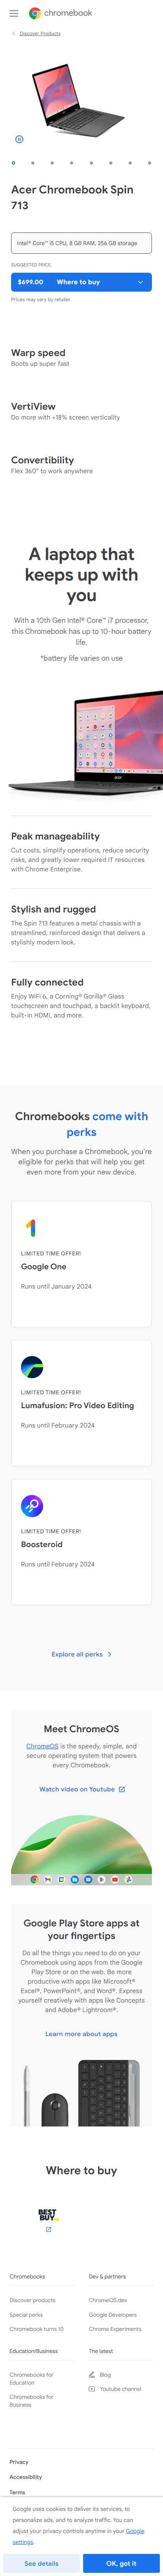 chromebook
Discover Products
Acer Chromebook Spin
713
Intel® Core™ i5 CPU, 8 GB RAM, 256 GB storage
SUGGESTED PRICE:
$699.00 Where to buy
Prices may vary by retailer.
Warp speed
Boots up super fast
VertiView
Do more with +18% screen verticality
Convertibility
Flex 360° to work anywhere
A laptop that
keeps up with
you
With a 10th Gen Intel® Core™ i7 processor,
this Chromebook has up to 10-hour battery
life.
*battery life varies on use
acer
Peak manageability
Cut costs, simplify operations, reduce security
risks, and greatly lower required IT resources
with Chrome Enterprise.
Stylish and rugged
The Spin 713 features a metal chassis with a
streamlined, reinforced design that delivers a
stylishly modern look.
Fully connected
Enjoy WiFi 6, a Corning® Gorilla® Glass
touchscreen and touchpad, a backlit keyboard,
built-in HDMI, and more.
Chromebooks come with
perks
When you purchase a Chromebook, you're
eligible for perks that will help you get
even more from your new device.
LIMITED TIME OFFER!
Google One
Runs until January 2024
LIMITED TIME OFFER!
Lumafusion: Pro Video Editing
Runs until February 2024
LIMITED TIME OFFER!
Boosteroid
Runs until February 2024
Explore all perks
Meet ChromeOS
ChromeOS is the speedy, simple, and
secure operating system that powers
every Chromebook.
Watch video on Youtube
Google Play Store apps at
your fingertips
Do all the things you need to do on your
Chromebook using apps from the Google
Play Store or on the web. Be more
productive with apps like Microsoft®
Excel®, PowerPoint®, and Word®. Express
yourself creatively with apps like Concepts
and Adobe® Lightroom®.
Learn more about apps
Where to buy
BEST
BUY
Chromebooks
Dev & partners
Discover products
ChromeOS.dev
Special perks
Google Developers
Chromebook turns 10
Chrome Experiments
Education/Business
The latest
Chromebooks for
Education
Blog
Youtube channel
Chromebooks for
Business
Privacy
Accessibility
Terms
Google uses cookies to deliver its services, to
personalize ads, and to analyze traffic. You can
adjust your privacy controls anytime in your Google
settings.
See details
OK, got it